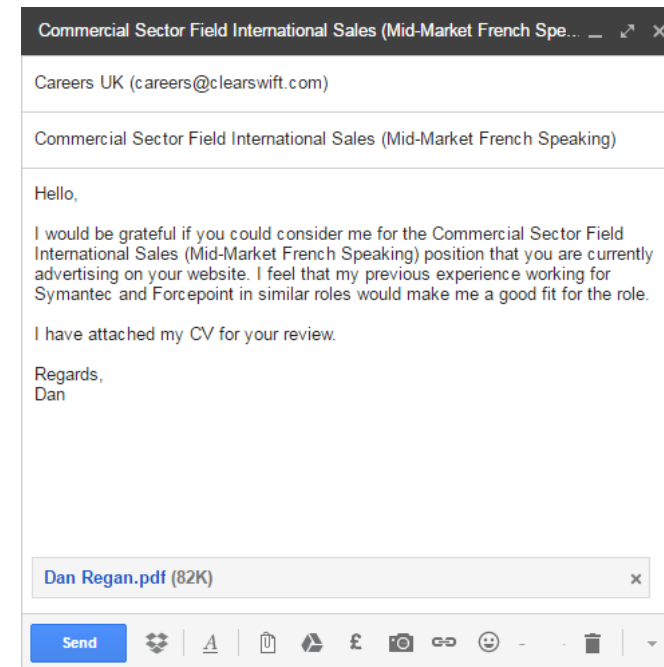 Commercial Sector Field International Sales (Mid-Market French Spe...
Careers UK (careers@clearswift.com)
Commercial Sector Field International Sales (Mid-Market French Speaking)
Hello,
I would be grateful if you could consider me for the Commercial Sector Field
International Sales (Mid-Market French Speaking) position that you are currently
advertising on your website. I feel that my previous experience working for
Symantec and Forcepoint in similar roles would make me a good fit for the role.
I have attached my CV for your review.
Regards,
Dan
Dan Regan.pdf (82K)
Send A £